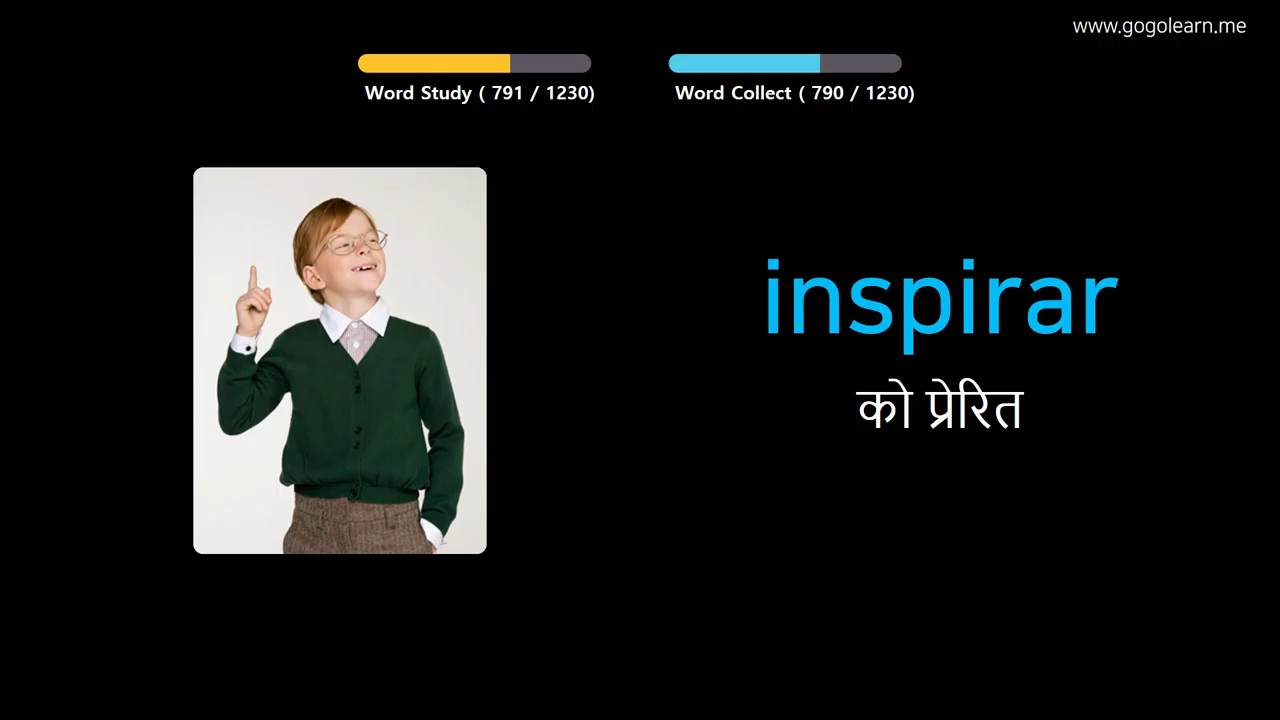 www.gogolearn.me
Word Study ( 791 / 1230)
Word Collect ( 790 / 1230)
inspirar
को प्रेरित